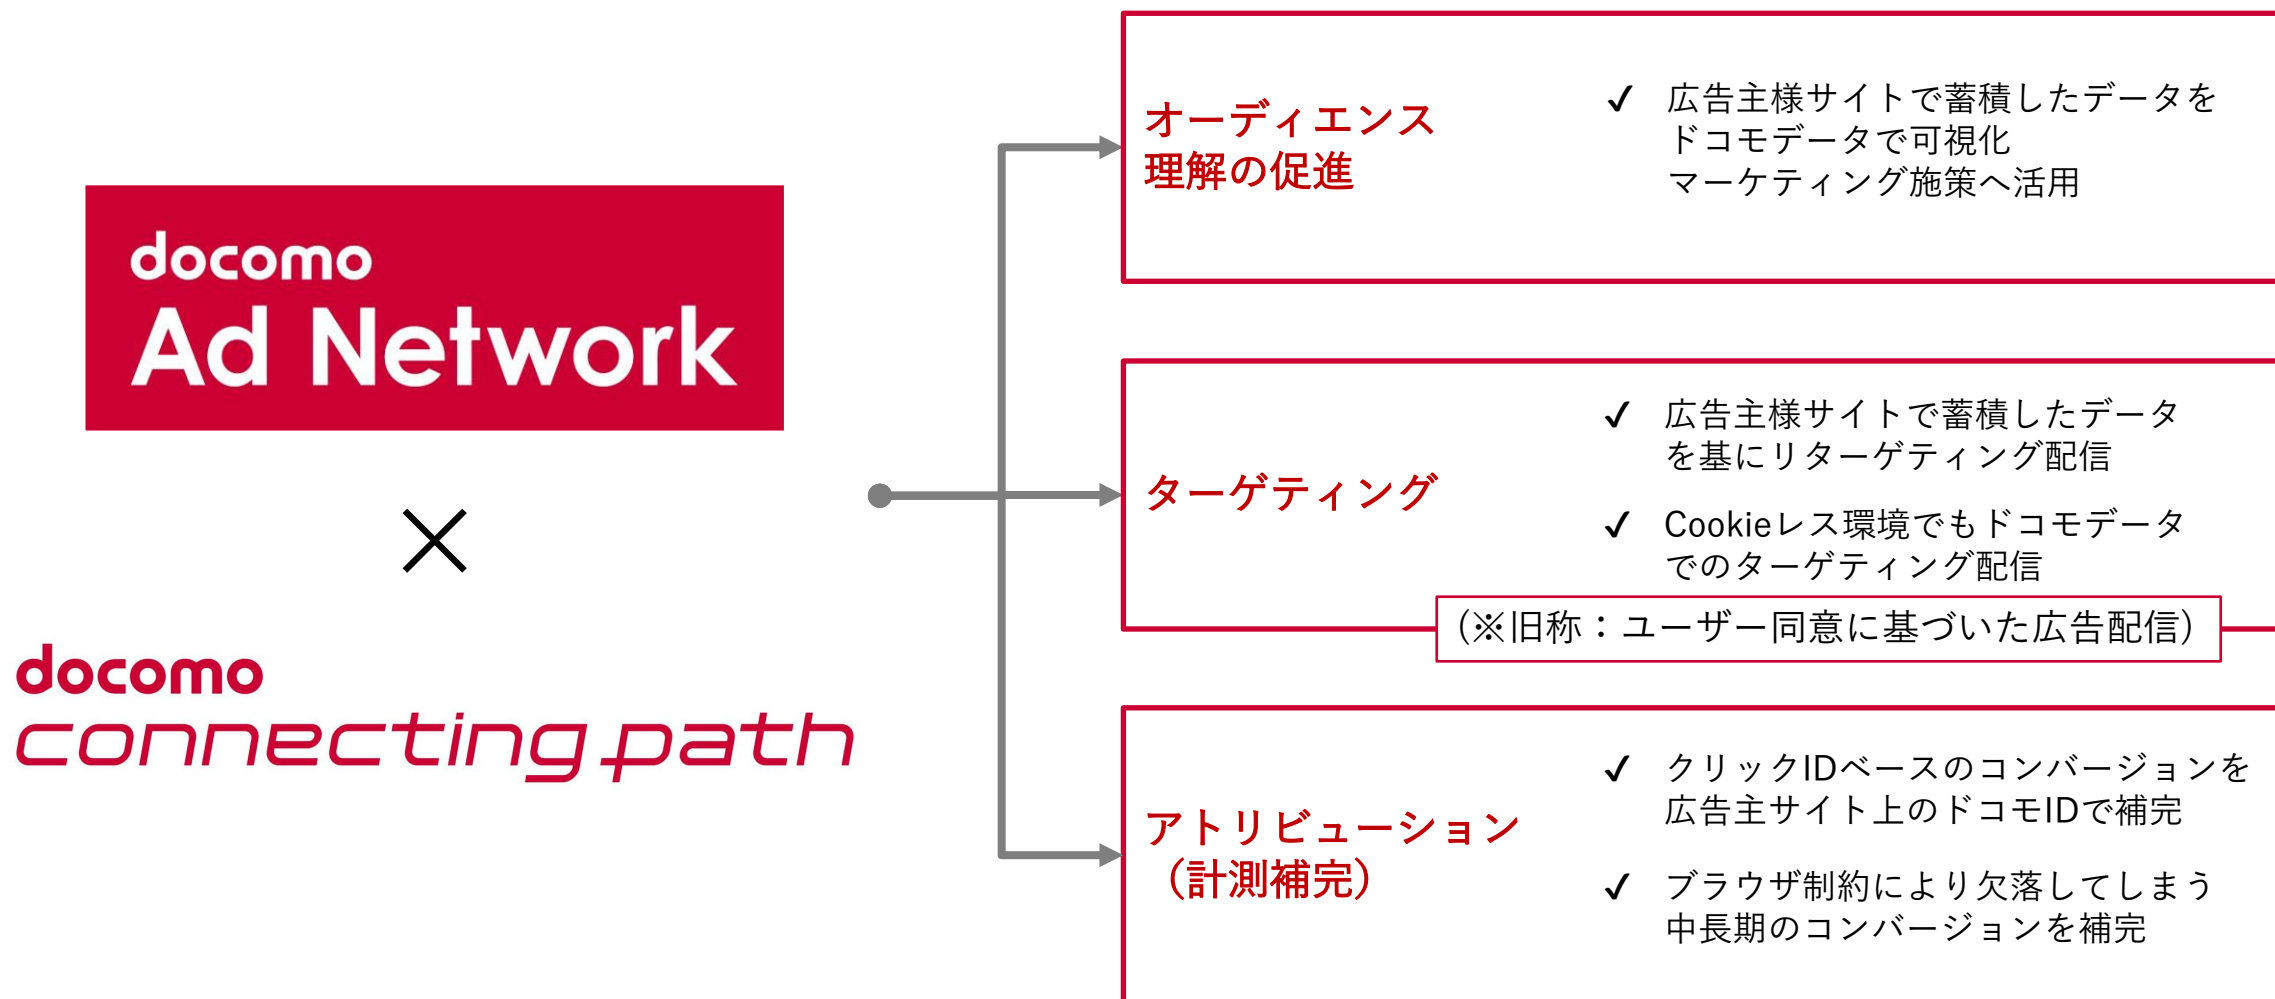 docomo
Ad Network
×
docomo
connecting path
オーディエンス
理解の促進
✓ 広告主様サイトで蓄積したデータを
ドコモデータで可視化
マーケティング施策へ活用
ターゲティング
✓ 広告主様サイトで蓄積したデータ
を基にリターゲティング配信
✓ Cookieレス環境でもドコモデータ
でのターゲティング配信
(※旧称：ユーザー同意に基づいた広告配信)
アトリビューション
（計測補完）
✓ クリックIDベースのコンバージョンを
広告主サイト上のドコモIDで補完
✓ ブラウザ制約により欠落してしまう
中長期のコンバージョンを補完